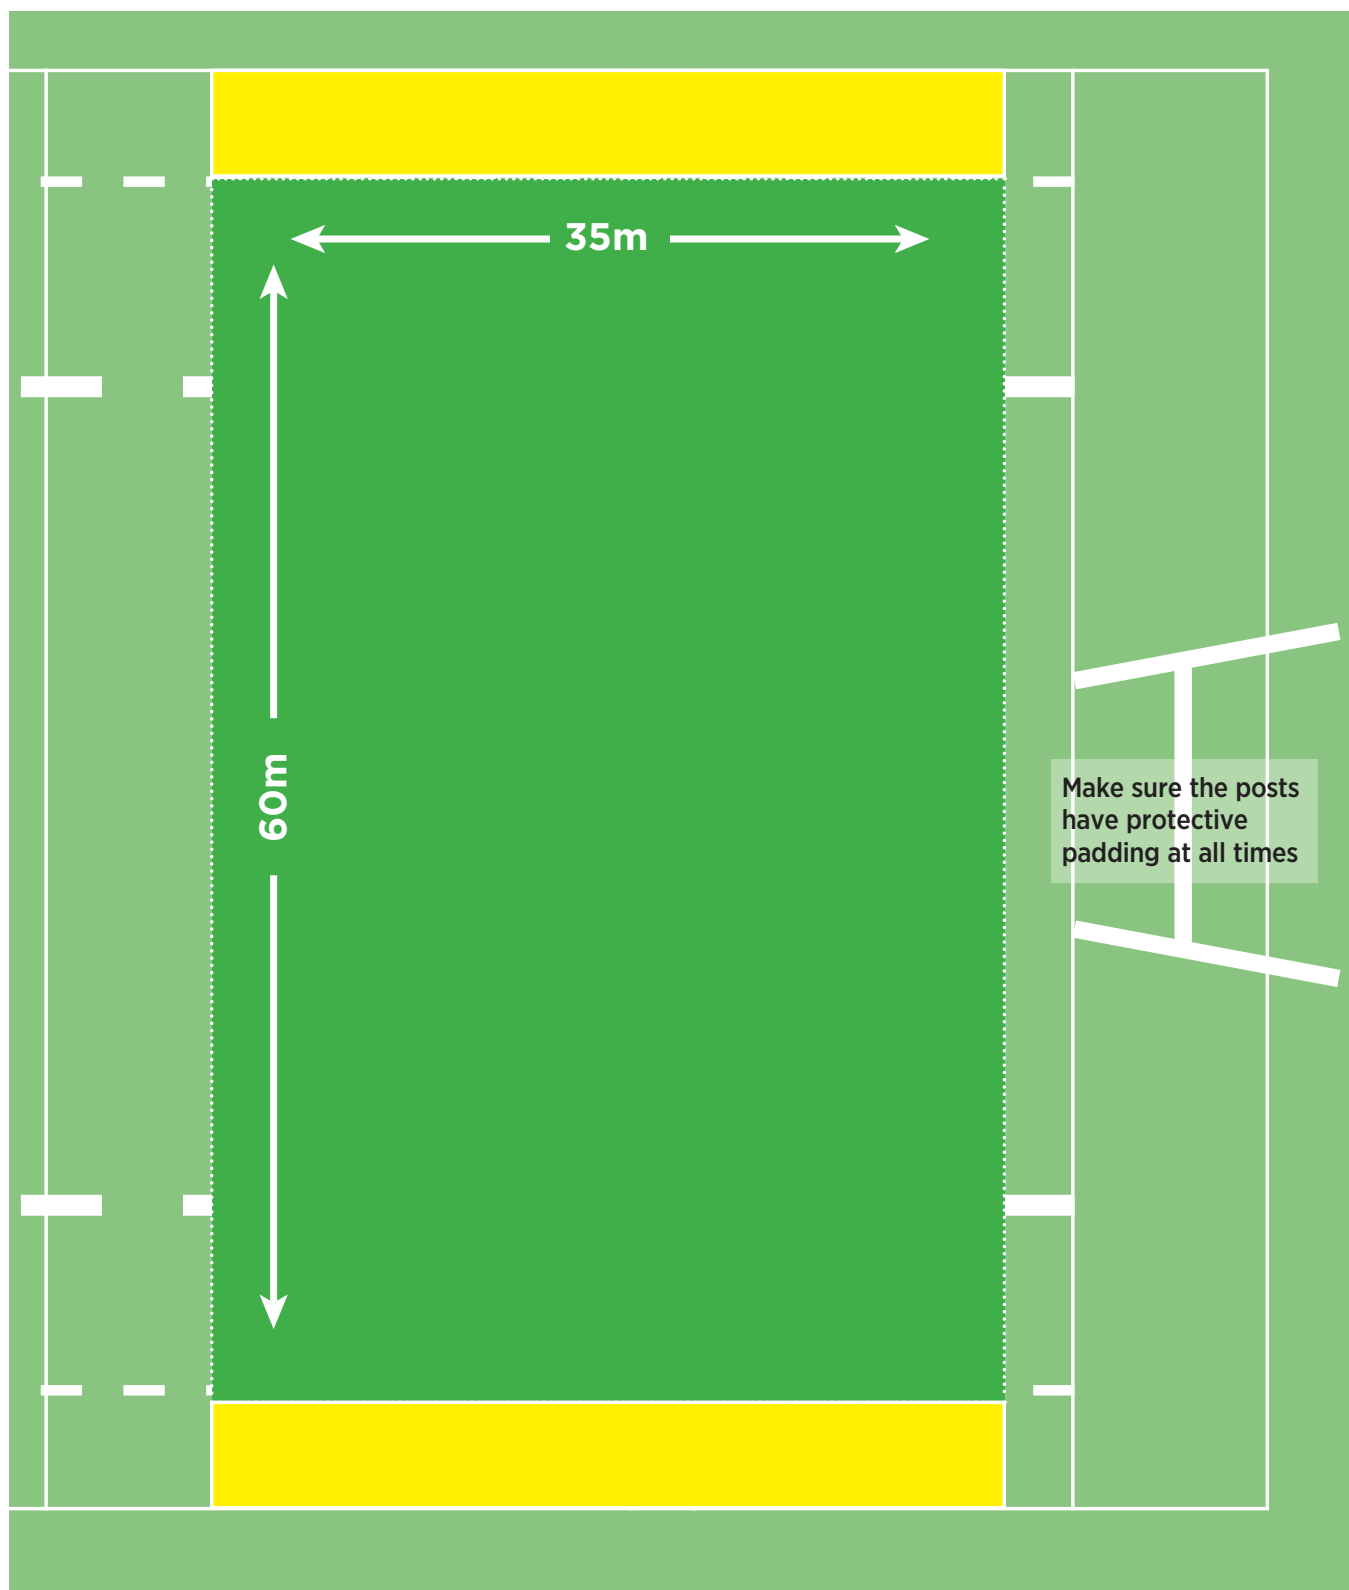 35m
60m
Make sure the posts
have protective
padding at all times